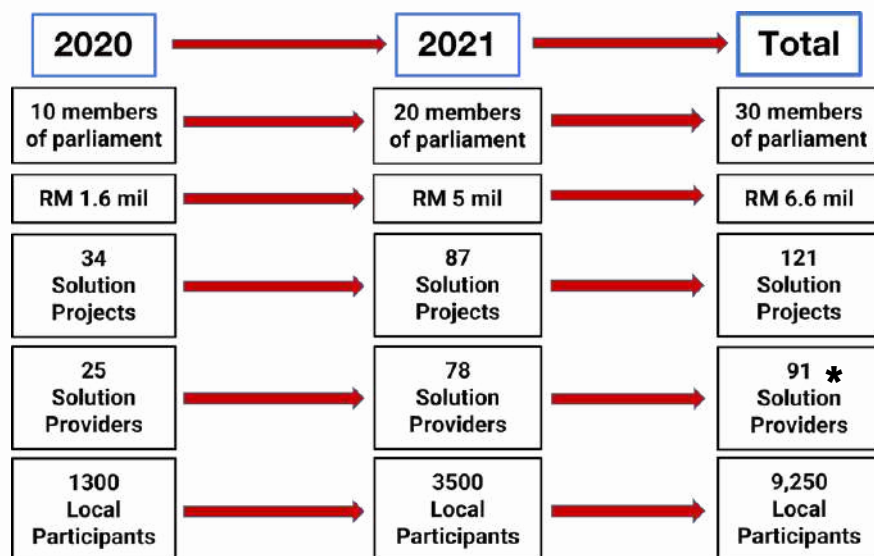 2020
2021
Total
10 members
of parliament
20 members
of parliament
30 members
of parliament
RM 1.6 mil
RM 5 mil
RM 6.6 mil
34
Solution
Projects
87
Solution
Projects
121
Solution
Projects
25
Solution
Providers
78
Solution
Providers
91 *
Solution
Providers
1300
Local
Participants
3500
Local
Participants
9,250
Local
Participants